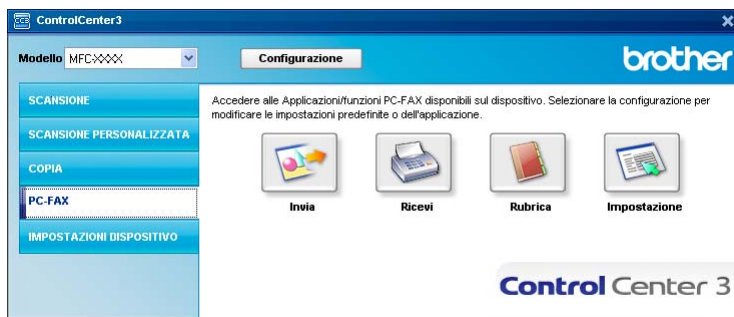 CC3 ControlCenter3
Modello MFC-XXXX Configurazione brother
SCANSIONE
SCANSIONE PERSONALIZZATA
COPIA
PC-FAX
IMPOSTAZIONI DISPOSITIVO
Accedere alle Applicazioni/funzioni PC-FAX disponibili sul dispositivo. Selezionare la configurazione per
modificare le impostazioni predefinite o dell'applicazione.
Invia Ricevi Rubrica Impostazione
Control Center 3